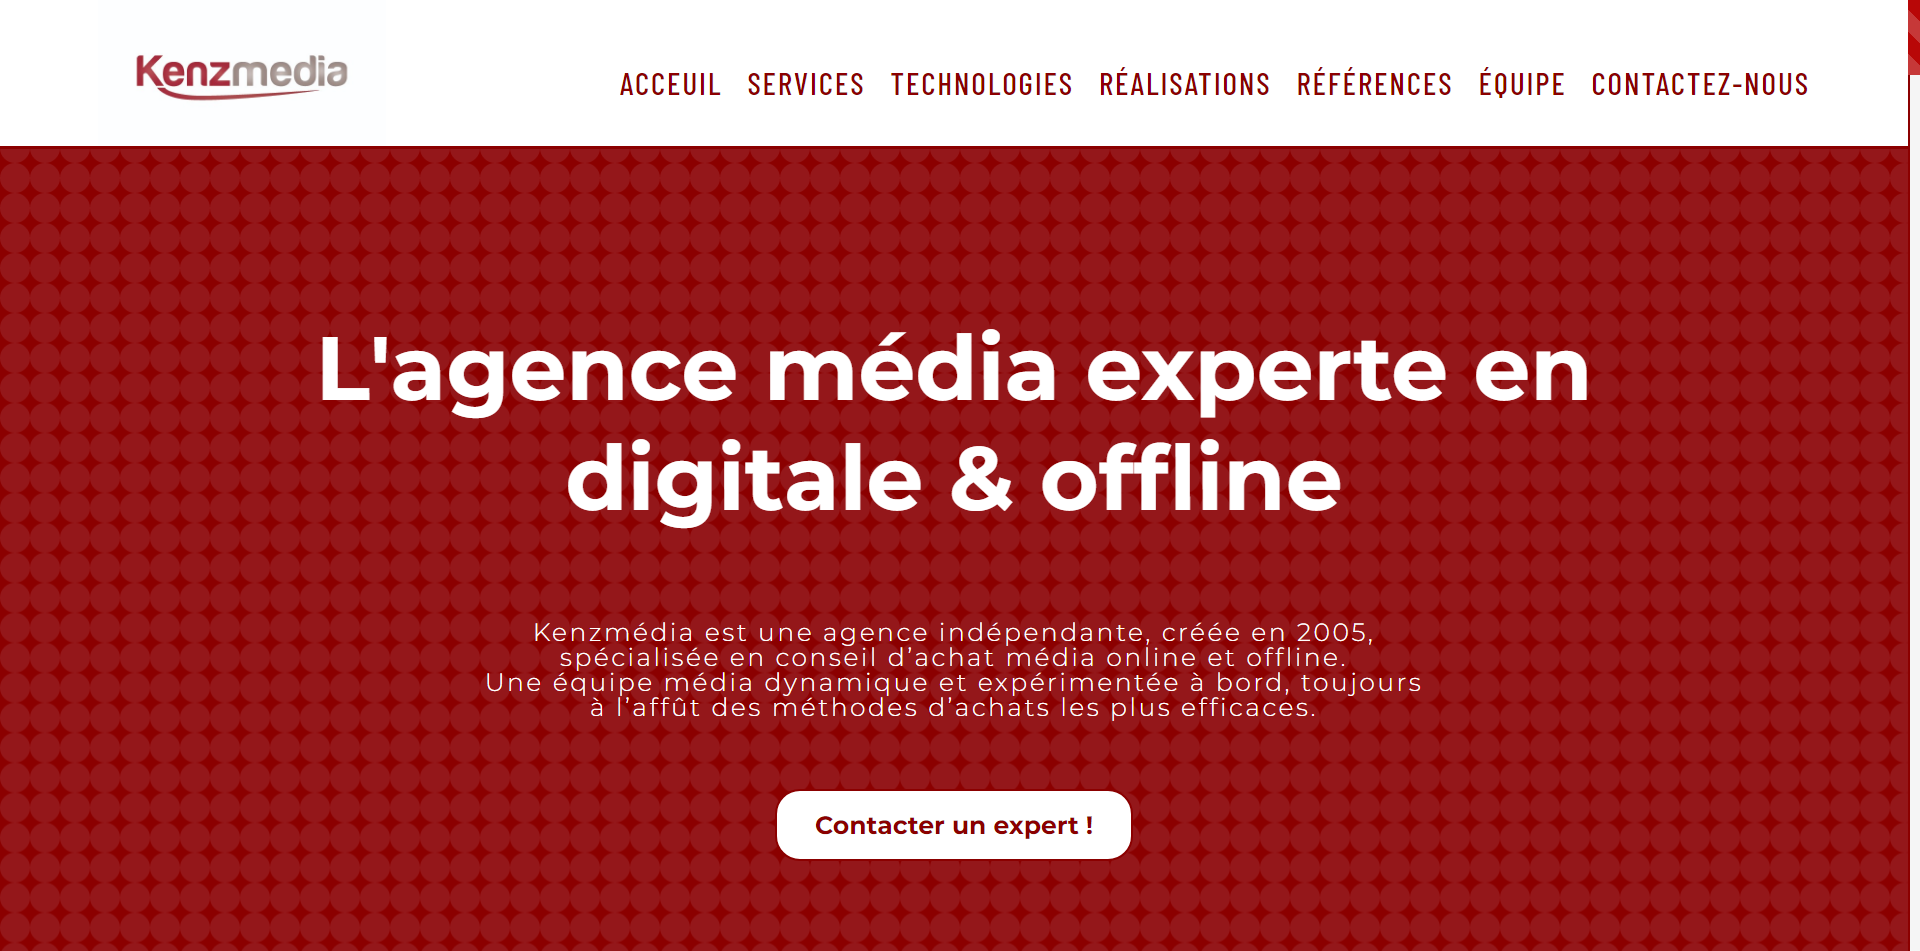 Kenzmedia
ACCEUIL SERVICES TECHNOLOGIES RÉALISATIONS RÉFÉRENCES ÉQUIPE CONTACTEZ-NOUS
L'agence média experte en
digitale & offline
Kenzmédia est une agence indépendante, créée en 2005,
spécialisée en conseil d’achat média online et offline.
Une équipe média dynamique et expérimentée à bord, toujours
à l’affût des méthodes d’achats les plus efficaces.
Contacter un expert !